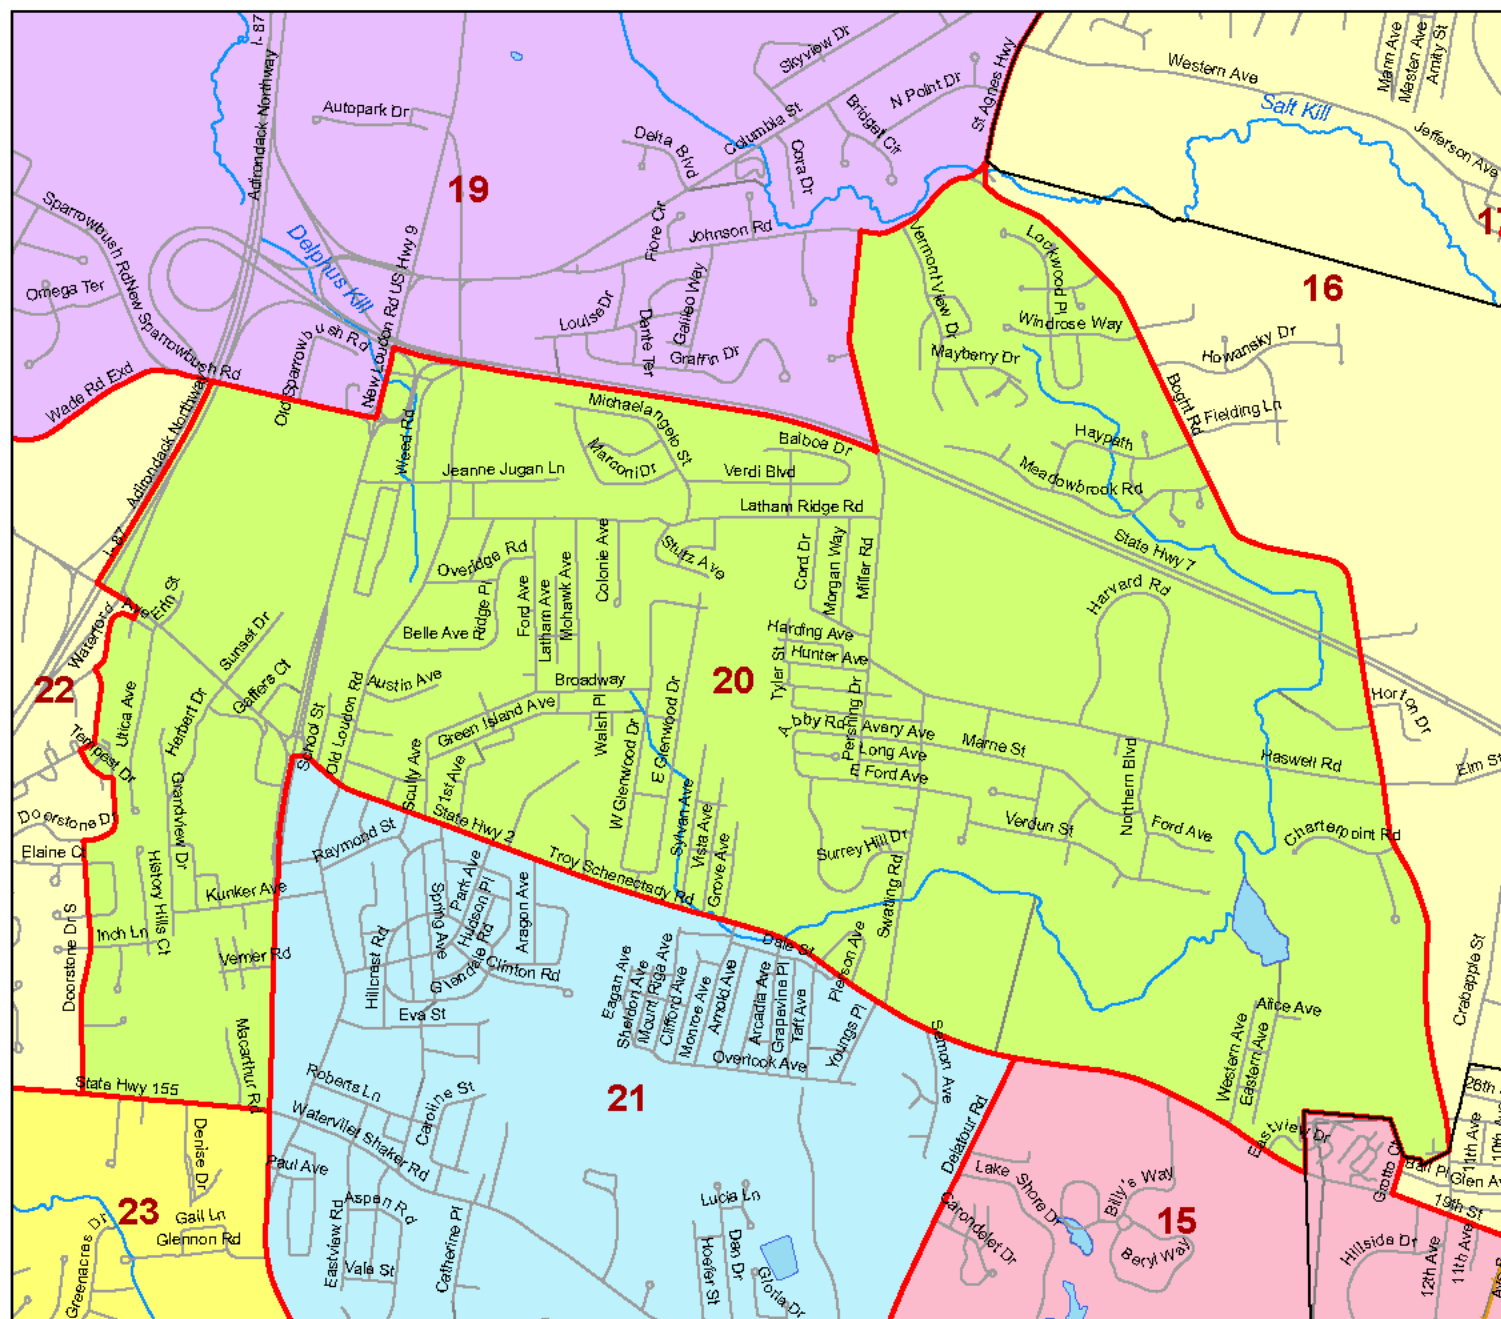 I-87
Adirondack Northway
Autopark Dr
Skyview Dr
N Point Dr
St Agnes Hwy
Columbia St
Bridget Cir
Delta Blvd
Cora Dr
Western Ave
Mann Ave
Masten Ave
Amity St
Salt Kill
Jefferson Ave
19
17
16
Sparrowbush Rd
New Sparrowbush Rd
Omega Ter
Delphus Kill
New Loudon Rd US Hwy 9
Fiore Cir
Johnson Rd
Louise Dr
Dante Ter
Galileo Way
Graffin Dr
Vermont View Dr
Lockwood Pl
Windrose Way
Mayberry Dr
Howansky Dr
Boght Rd
Fielding Ln
Wade Rd Exd
Old Sparrowbush Rd
Adirondack Northway
I-87
Weed Rd
Michaelangelo St
Marconi Dr
Balboa Dr
Verdi Blvd
Jeanne Jugan Ln
Latham Ridge Rd
Haypath
Meadowbrook Rd
State Hwy 7
Stutz Ave
Overidge Rd
Ridge Pl
Ford Ave
Latham Ave
Mohawk Ave
Colonie Ave
Cord Dr
Morgan Way
Miller Rd
Harvard Rd
Waterford Ave
Erin St
Sunset Dr
Gaffers Ct
Belle Ave
Austin Ave
Broadway
Green Island Ave
Walsh Pl
Harding Ave
Hunter Ave
Tyler St
Pershing Dr
20
22
Utica Ave
Herbert Dr
School St
Old Loudon Rd
Scully Ave
21st Ave
W Glenwood Dr
E Glenwood Dr
Abby Rd
Avery Ave
Long Ave
E Ford Ave
Marne St
Northern Blvd
Haswell Rd
Horton Dr
Elm St
Tempest Dr
Doorstone Dr
Elaine C
Grandview Dr
History Hills Ct
Kunker Ave
Raymond St
State Hwy 2
Troy Schenectady Rd
Sylvan Ave
Vista Ave
Grove Ave
Surrey Hill Dr
Swatling Rd
Verdun St
Ford Ave
Charterpoint Rd
Doorstone Dr S
Inch Ln
Verner Rd
Hillcrest Rd
Spring Ave
Park Ave
Hudson Pl
Glendale Rd
Aragon Ave
Clinton Rd
Eva St
Dale St
Pierson Ave
Eagan Ave
Sheldon Ave
Mount Riga Ave
Clifford Ave
Monroe Ave
Arnold Ave
Arcadia Ave
Grapevine Pl
Taft Ave
Youngs Pl
Overlook Ave
Semon Ave
Alice Ave
Western Ave
Eastern Ave
Crabapple St
Macarthur Rd
State Hwy 155
21
Roberts Ln
Watervliet Shaker Rd
Caroline St
Denise Dr
Paul Ave
Aspen Rd
Eastview Rd
Vale St
Catherine Pl
Lucia Ln
Hoefer St
Dan Dr
Gloria Dr
Delatour Rd
Lake Shore Dr
Carondelet Dr
Billy's Way
Beryl Way
15
Eastview Dr
Grotto Ct
Ball Pl
Glen Av
11th Ave
10th A
19th St
Hillside Dr
12th Ave
11th Ave
23
Gail Ln
Glennon Rd
Greenacres Dr